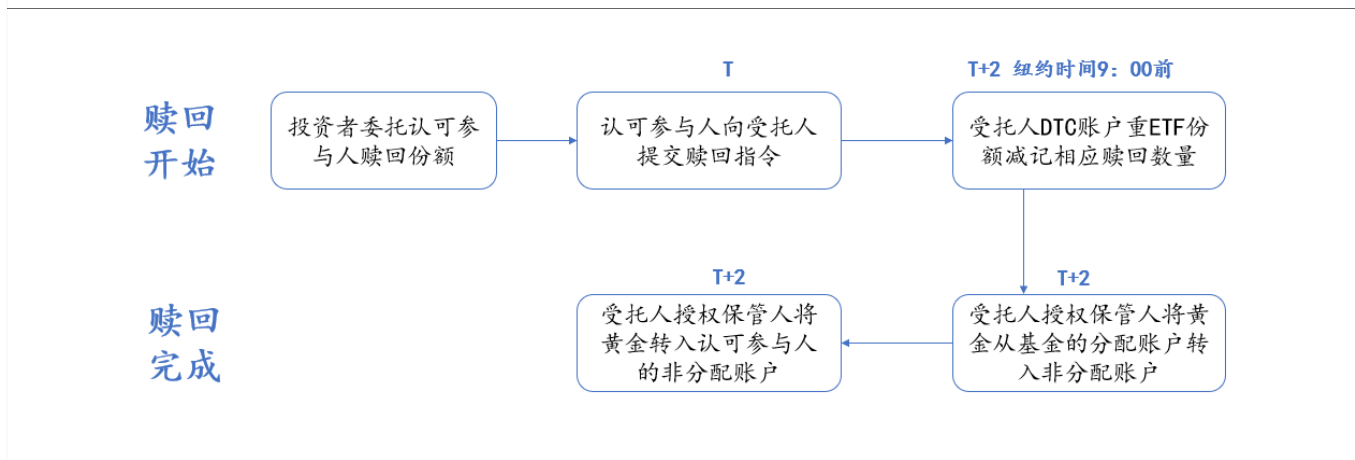 赎回
开始
投资者委托认可参
与人赎回份额
T
认可参与人向受托人
提交赎回指令
T+2 纽约时间9：00前
受托人DTC账户重ETF份
额减记相应赎回数量
赎回
完成
T+2
受托人授权保管人将
黄金转入认可参与人
的非分配账户
T+2
受托人授权保管人将黄
金从基金的分配账户转
入非分配账户